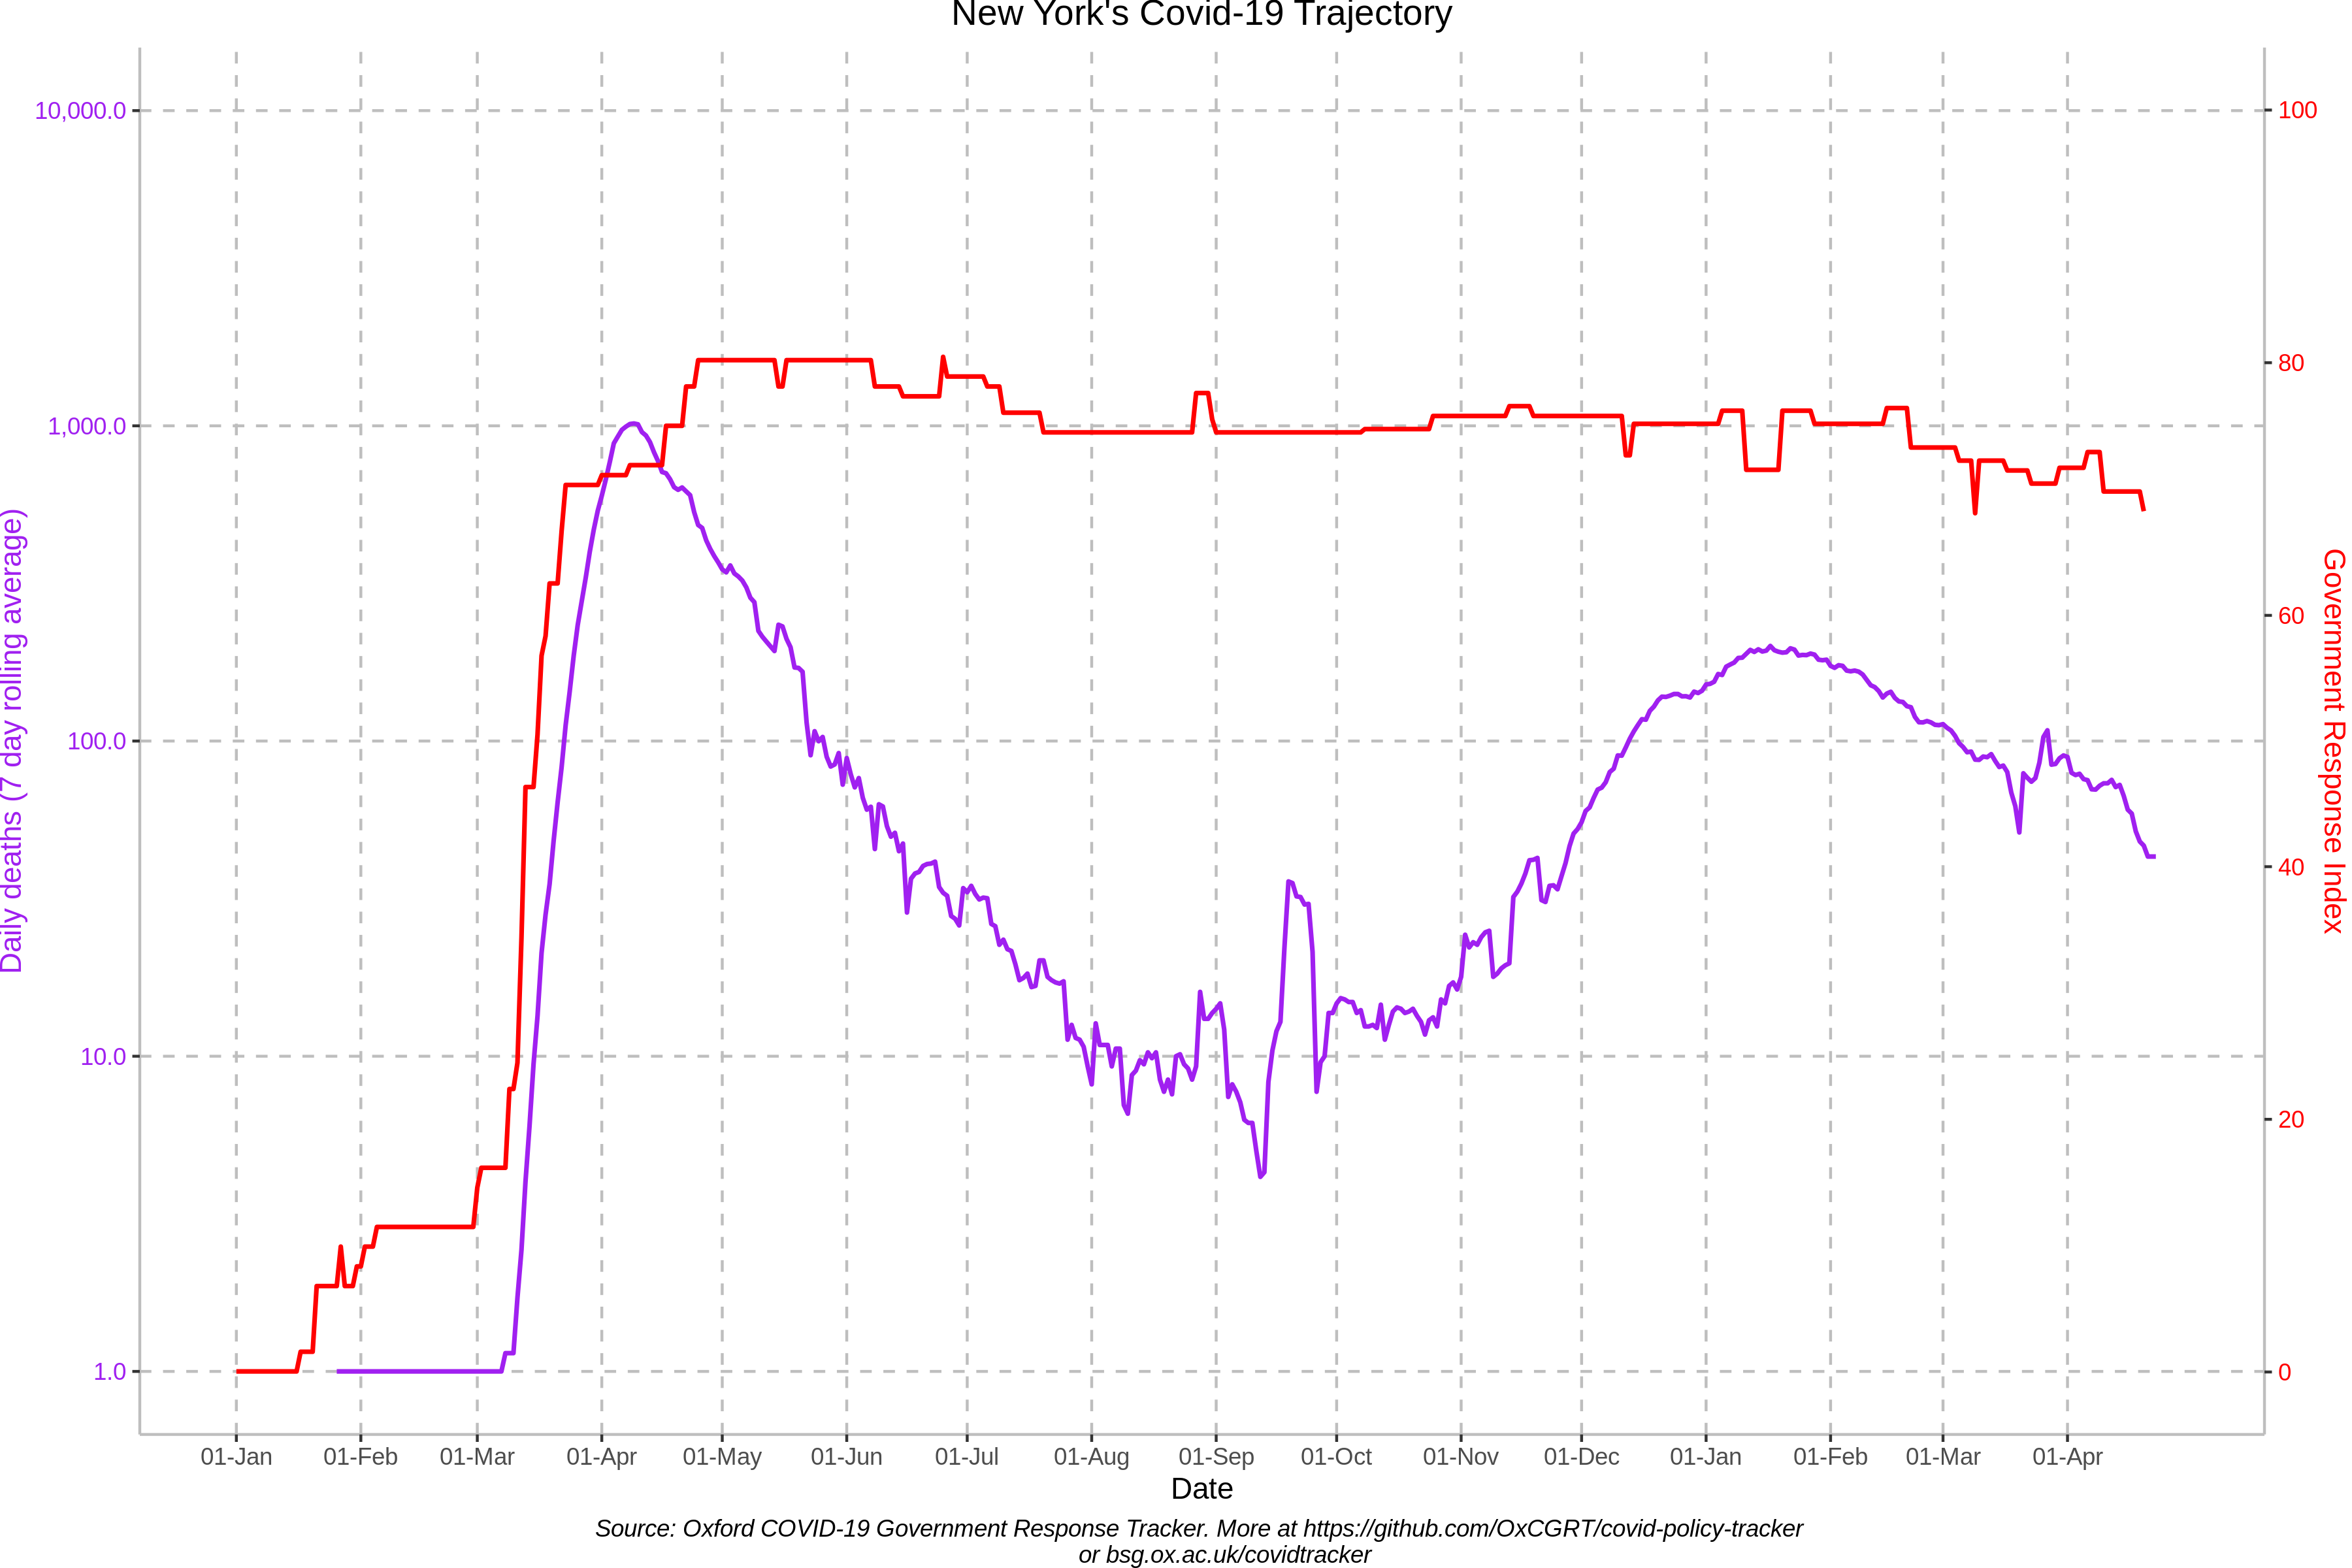 New York's Covid-19 Trajectory
10,000.0
1,000.0
100.0
10.0
1.0
Daily deaths (7 day rolling average)
100
80
60
40
20
0
Government Response Index
01-Jan 01-Feb 01-Mar 01-Apr 01-May 01-Jun 01-Jul 01-Aug 01-Sep 01-Oct 01-Nov 01-Dec 01-Jan 01-Feb 01-Mar 01-Apr
Date
Source: Oxford COVID-19 Government Response Tracker. More at https://github.com/OxCGRT/covid-policy-tracker
or bsg.ox.ac.uk/covidtracker